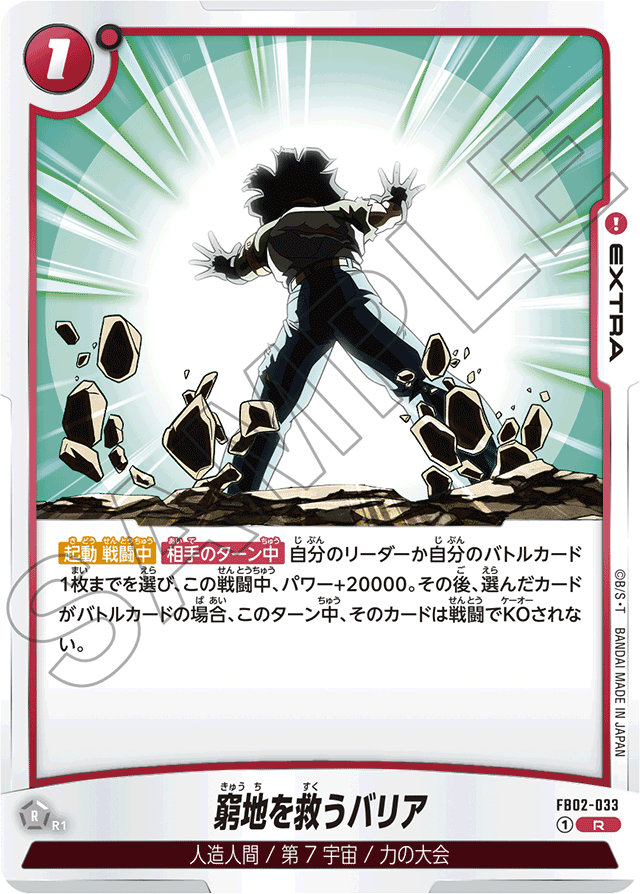 1
EXTRA
SAMPLE
起動 戦闘中 相手のターン中 自分のリーダーか自分のバトルカード
1枚までを選び、この戦闘中、パワー+20000。その後、選んだカード
がバトルカードの場合、このターン中、そのカードは戦闘でKOされな
い。
©B/S・T BANDAI MADE IN JAPAN
窮地を救うバリア
FB02-033
R
R1
1 R
人造人間 / 第7宇宙 / 力の大会